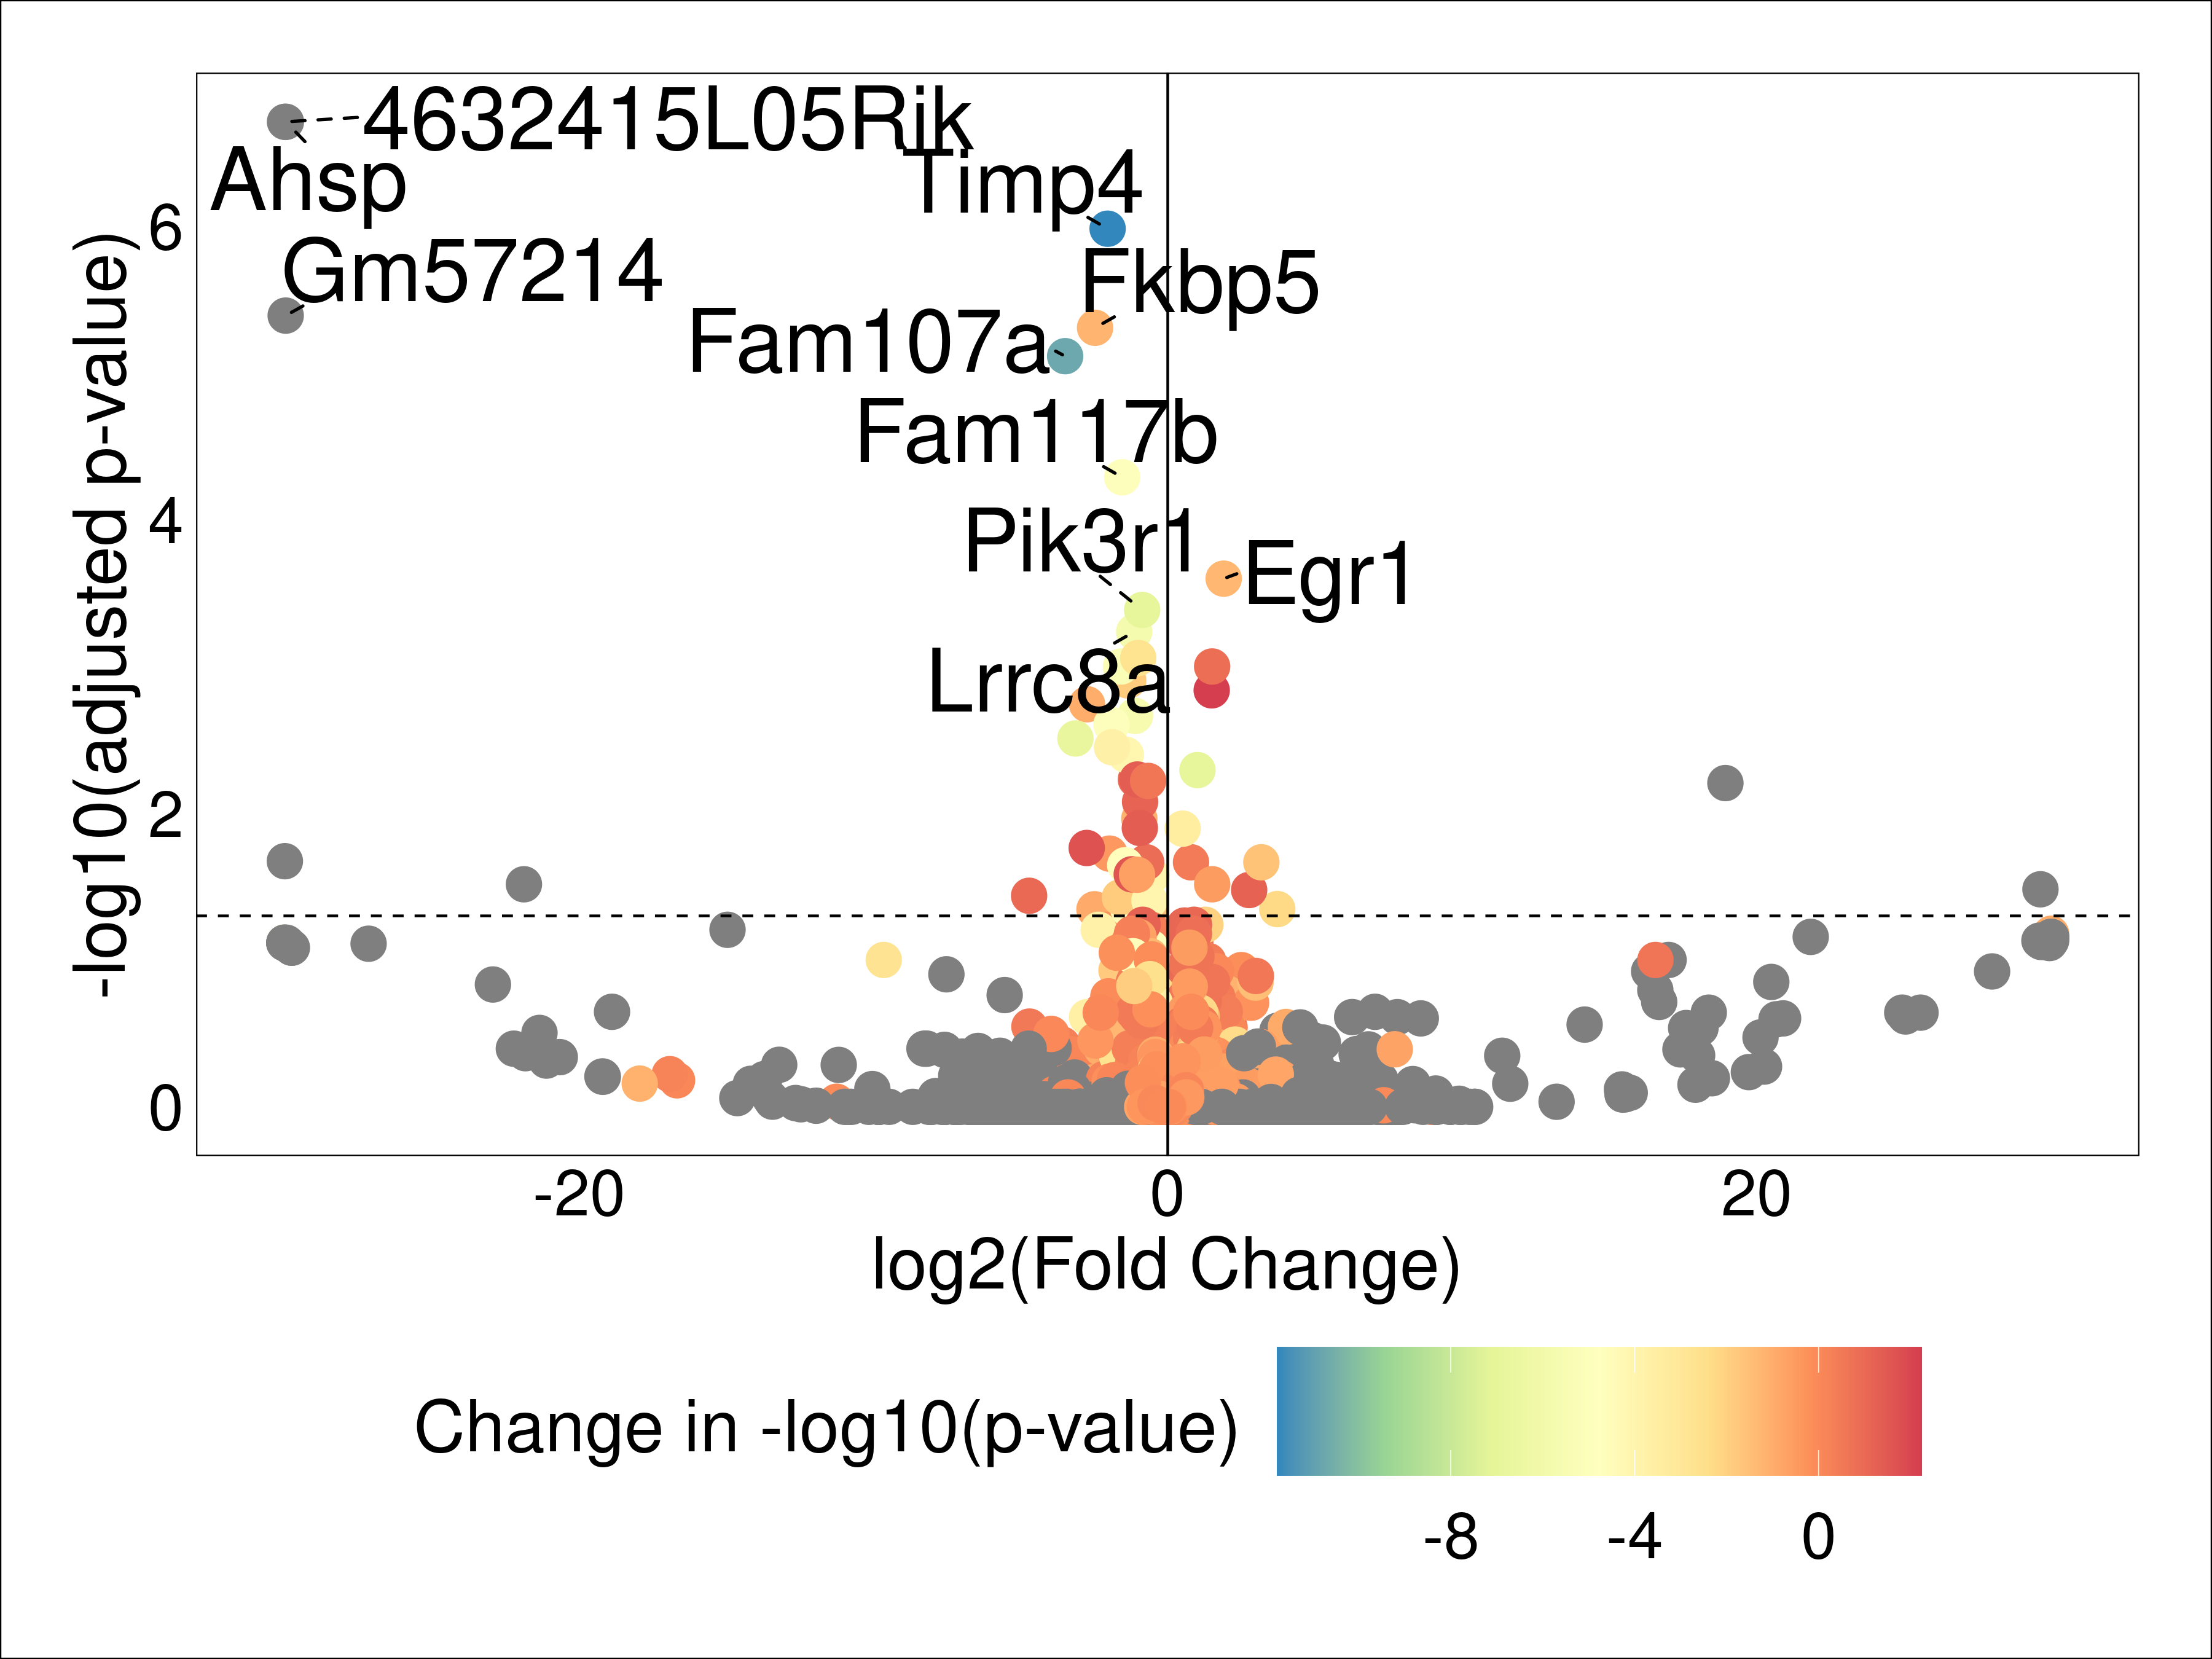 4632415L05Rik
Timp4
Ahsp
6
Gm57214
Fkbp5
Fam107a
Fam117b
4
Pik3r1
Egr1
Lrrc8a
2
0
-log10(adjusted p-value)
-20 0 20
log2(Fold Change)
Change in -log10(p-value)
-8 -4 0